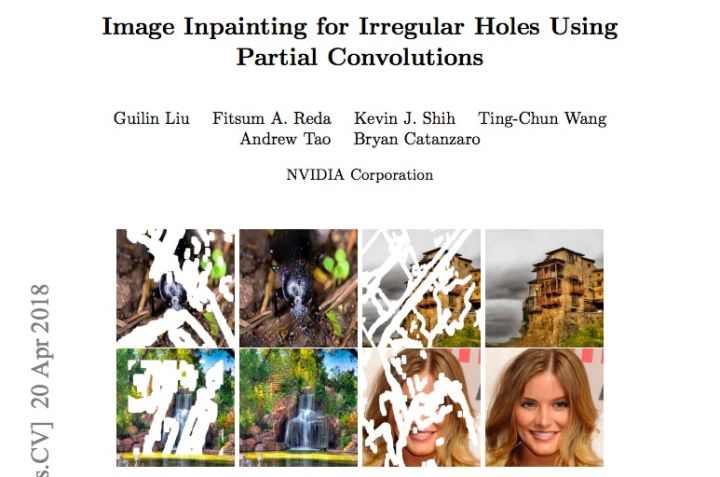 Image Inpainting for Irregular Holes Using
Partial Convolutions
Guilin Liu Fitsum A. Reda Kevin J. Shih Ting-Chun Wang
Andrew Tao Bryan Catanzaro
NVIDIA Corporation
s.CV] 20 Apr 2018